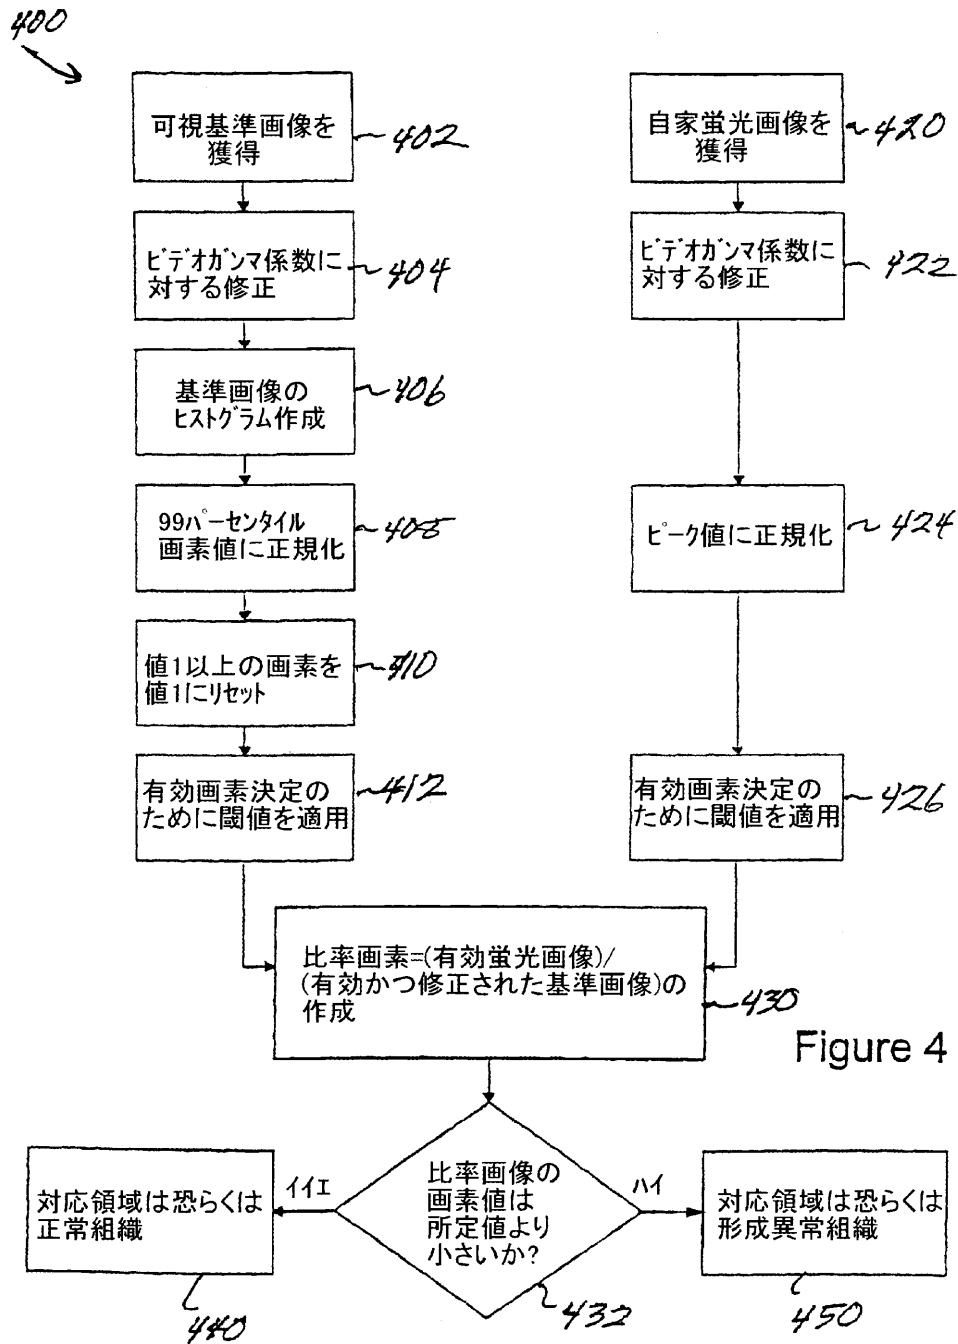 400
可視基準画像を
獲得
402
自家蛍光画像を
獲得
420
ビデオガンマ係数に
対する修正
404
ビデオガンマ係数に
対する修正
422
基準画像の
ヒストグラム作成
406
99パーセンタイル
画素値に正規化
408
ピーク値に正規化
424
値1以上の画素を
値1にリセット
410
有効画素決定の
ために閾値を適用
412
有効画素決定の
ために閾値を適用
426
比率画素=(有効蛍光画像)/
(有効かつ修正された基準画像)の
作成
430
Figure 4
比率画像の
画素値は
所定値より
小さいか?
432
イイエ
ハイ
対応領域は恐らくは
正常組織
440
対応領域は恐らくは
形成異常組織
450